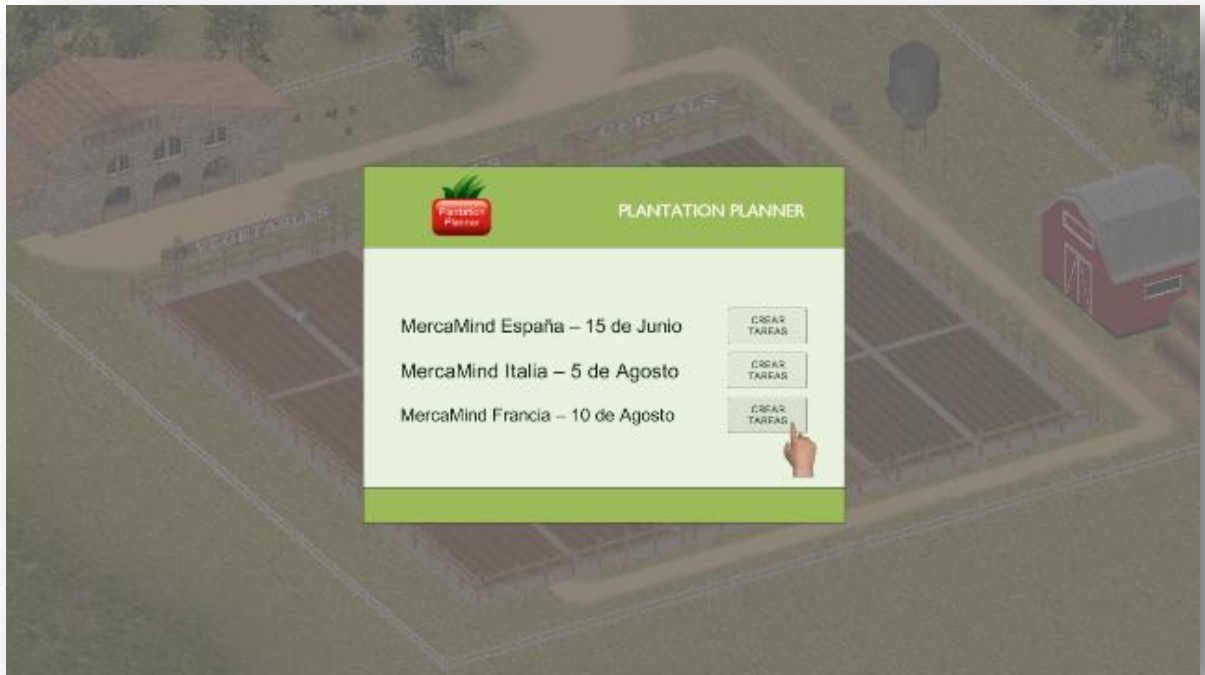 CEREALS
VEGETABLES
Plantation
Planner
PLANTATION PLANNER
MercaMind España – 15 de Junio
CREAR
TAREAS
MercaMind Italia – 5 de Agosto
CREAR
TAREAS
MercaMind Francia – 10 de Agosto
CREAR
TAREAS